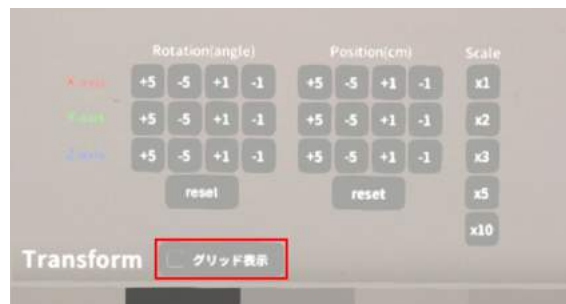 Rotation(angle) Position(cm) Scale
X axis +5 -5 +1 -1 +5 -5 +1 -1 x1
Y axis +5 -5 +1 -1 +5 -5 +1 -1 x2
Z axis +5 -5 +1 -1 +5 -5 +1 -1 x3
reset reset x5
x10
Transform グリッド表示